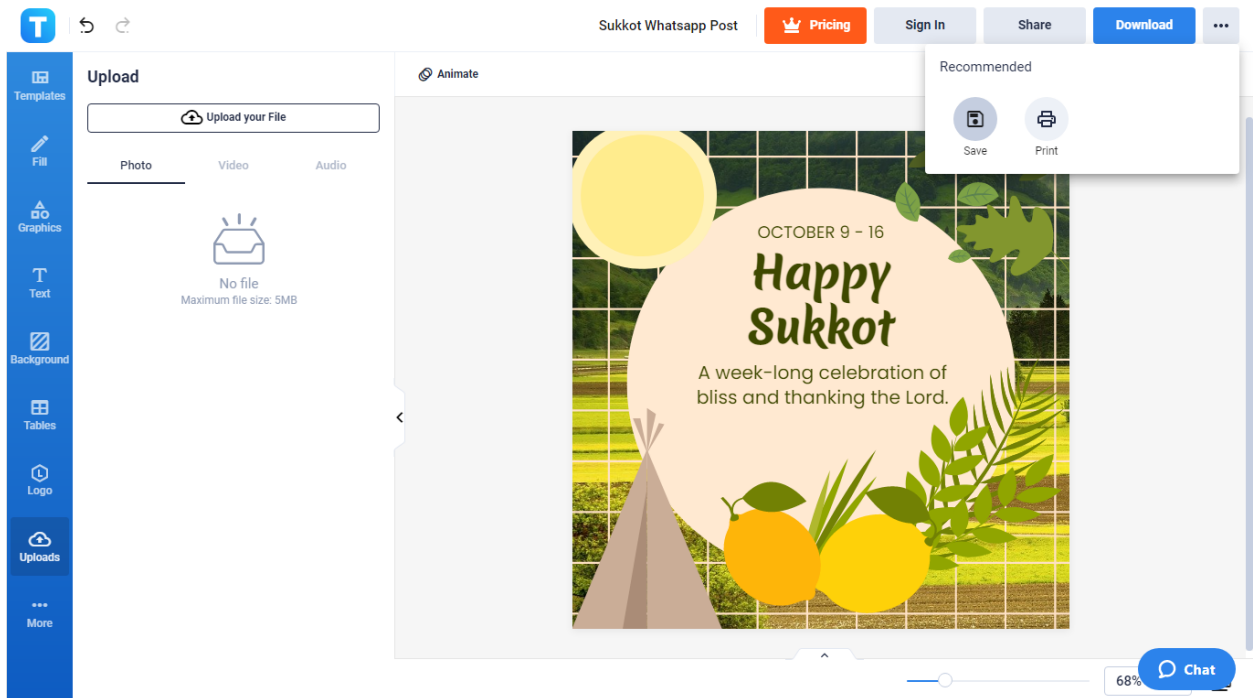 T
Sukkot Whatsapp Post
Pricing
Sign In
Share
Download
Recommended
Save
Print
Templates
Fill
Graphics
Text
Background
Tables
Logo
Uploads
More
Upload
Upload your File
Photo
Video
Audio
No file
Maximum file size: 5MB
Animate
OCTOBER 9 - 16
Happy
Sukkot
A week-long celebration of
bliss and thanking the Lord.
68%
Chat